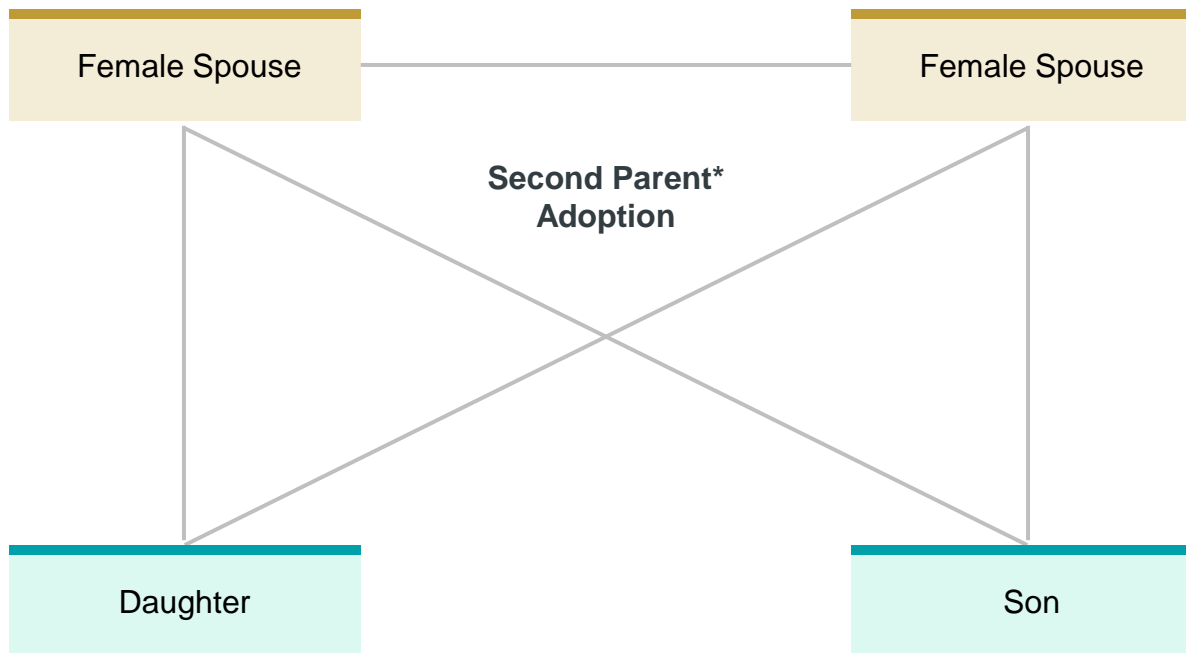 Female Spouse
Female Spouse
Second Parent*
Adoption
Daughter
Son